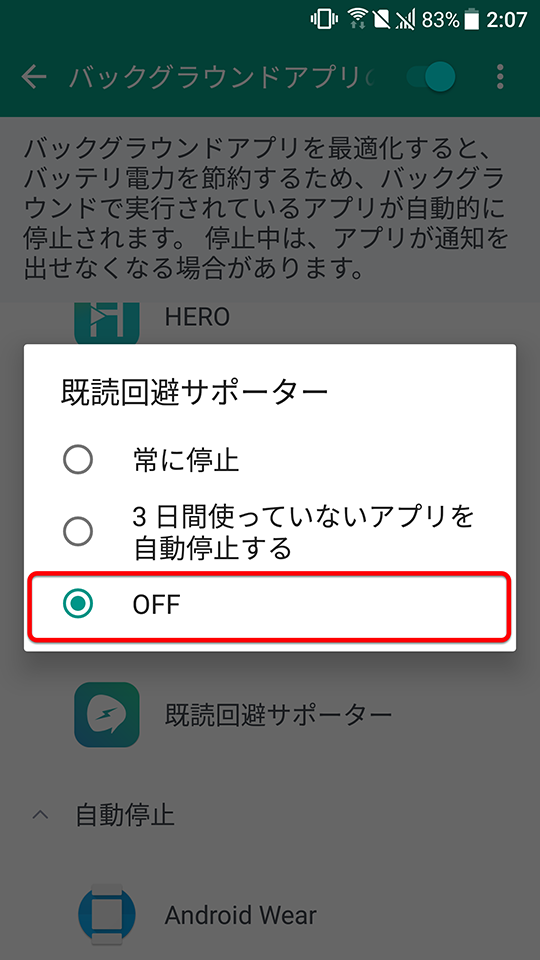 83% 2:07
バックグラウンドアプリ
バックグラウンドアプリを最適化すると、
バッテリ電力を節約するため、バックグラ
ウンドで実行されているアプリが自動的に
停止されます。 停止中は、アプリが通知を
出せなくなる場合があります。
HERO
既読回避サポーター
常に停止
3 日間使っていないアプリを
自動停止する
OFF
既読回避サポーター
自動停止
Android Wear